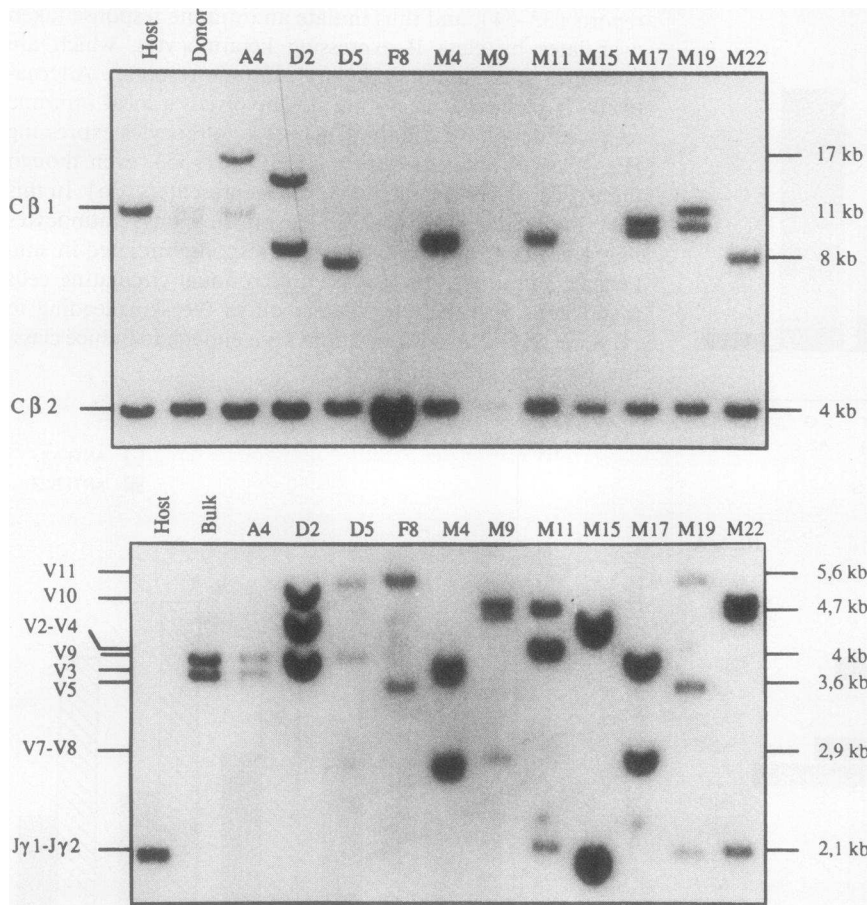 Host Donor A4 D2 D5 F8 M4 M9 M11 M15 M17 M19 M22
17 kb
Cβ1 11 kb
8 kb
Cβ2 4 kb
Host Bulk A4 D2 D5 F8 M4 M9 M11 M15 M17 M19 M22
V11 5,6 kb
V10 4,7 kb
V2-V4
V9 4 kb
V3
V5 3,6 kb
V7-V8 2,9 kb
Jγ1-Jγ2 2,1 kb